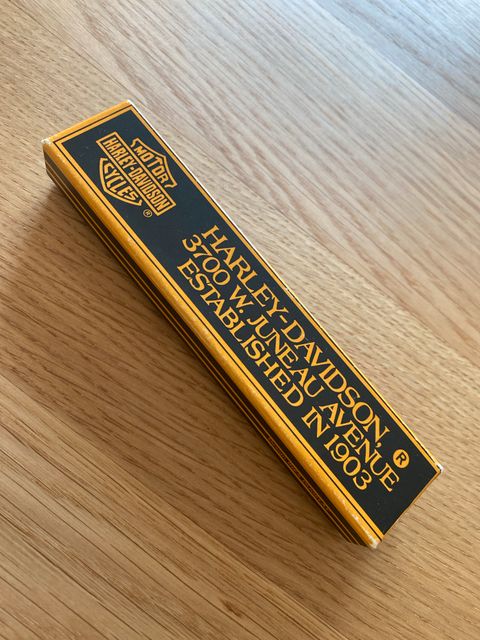 MOTOR
HARLEY-DAVIDSON
CYCLES
®
HARLEY-DAVIDSON,
3700 W. JUNEAU AVENUE ®
ESTABLISHED IN 1903